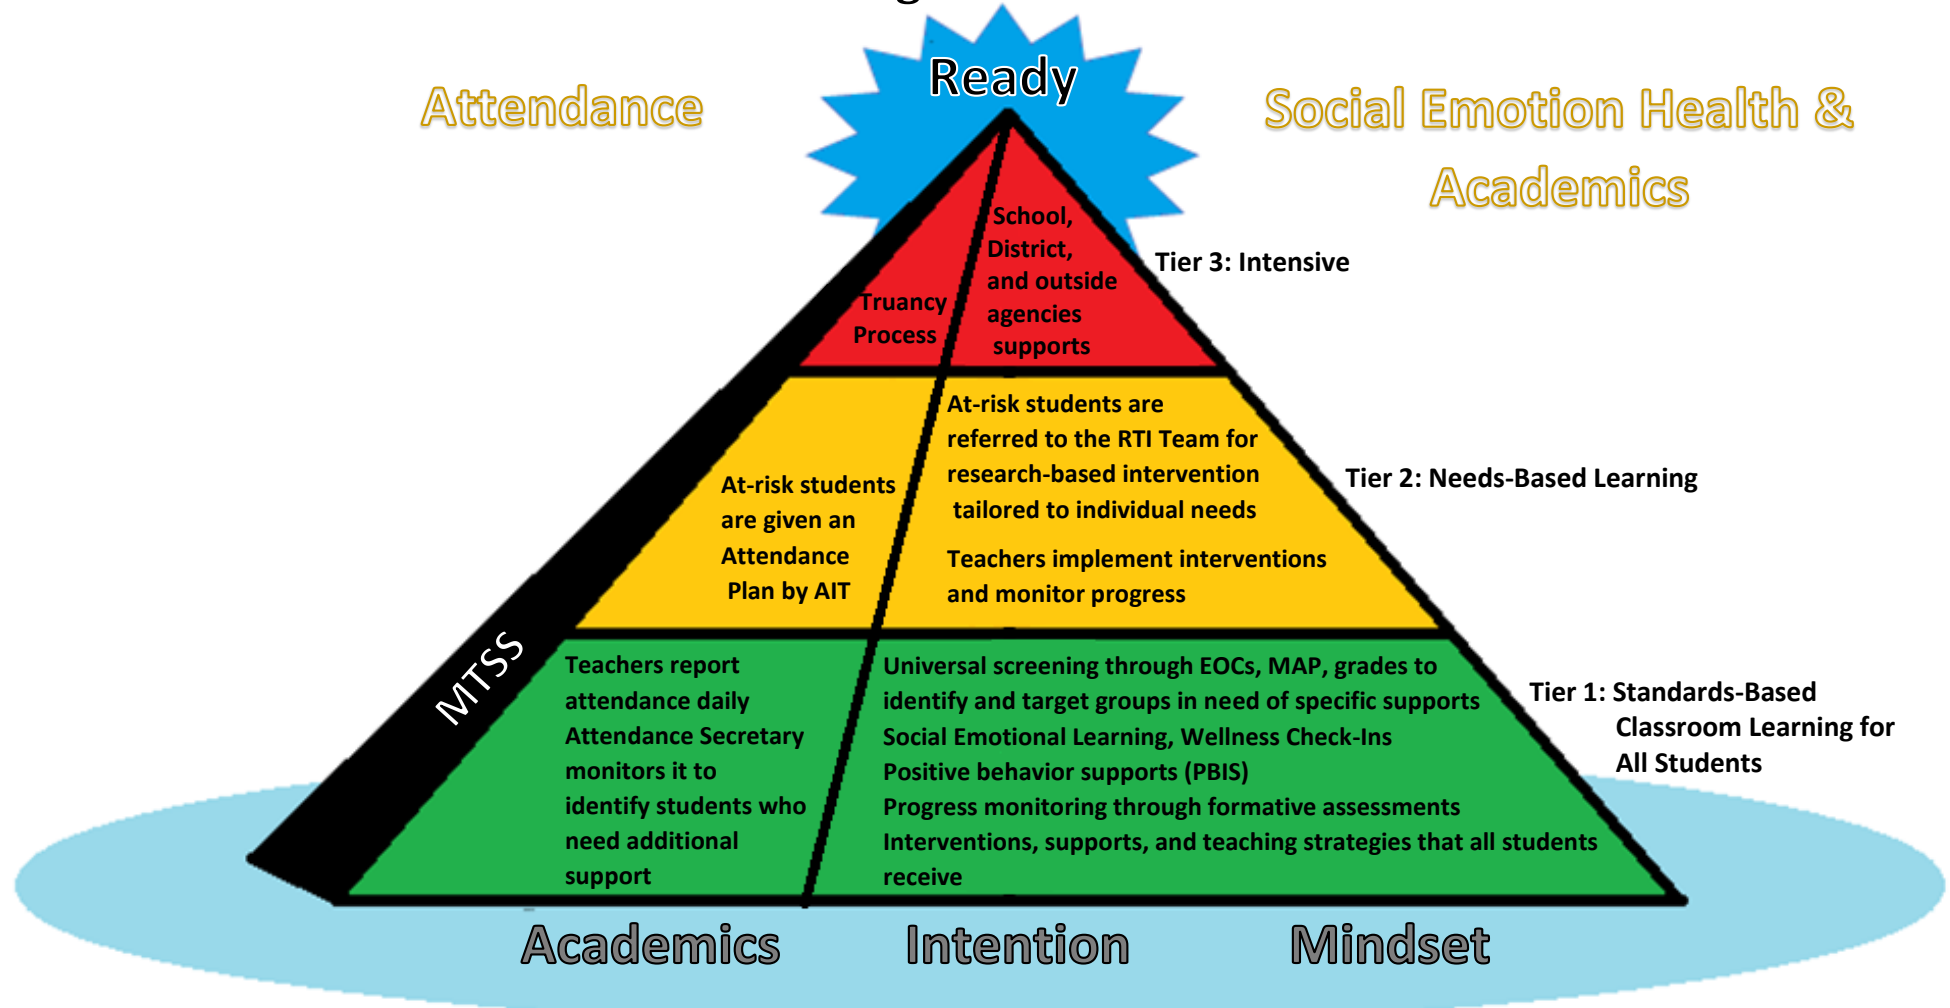 Ready
Attendance
Social Emotion Health &
Academics
School,
District,
and outside
agencies
supports
Truancy
Process
Tier 3: Intensive
At-risk students are
referred to the RTI Team for
research-based intervention
tailored to individual needs
Teachers implement interventions
and monitor progress
At-risk students
are given an
Attendance
Plan by AIT
Tier 2: Needs-Based Learning
MTSS
Teachers report
attendance daily
Attendance Secretary
monitors it to
identify students who
need additional
support
Universal screening through EOCs, MAP, grades to
identify and target groups in need of specific supports
Social Emotional Learning, Wellness Check-Ins
Positive behavior supports (PBIS)
Progress monitoring through formative assessments
Interventions, supports, and teaching strategies that all students
receive
Tier 1: Standards-Based
Classroom Learning for
All Students
Academics Intention Mindset